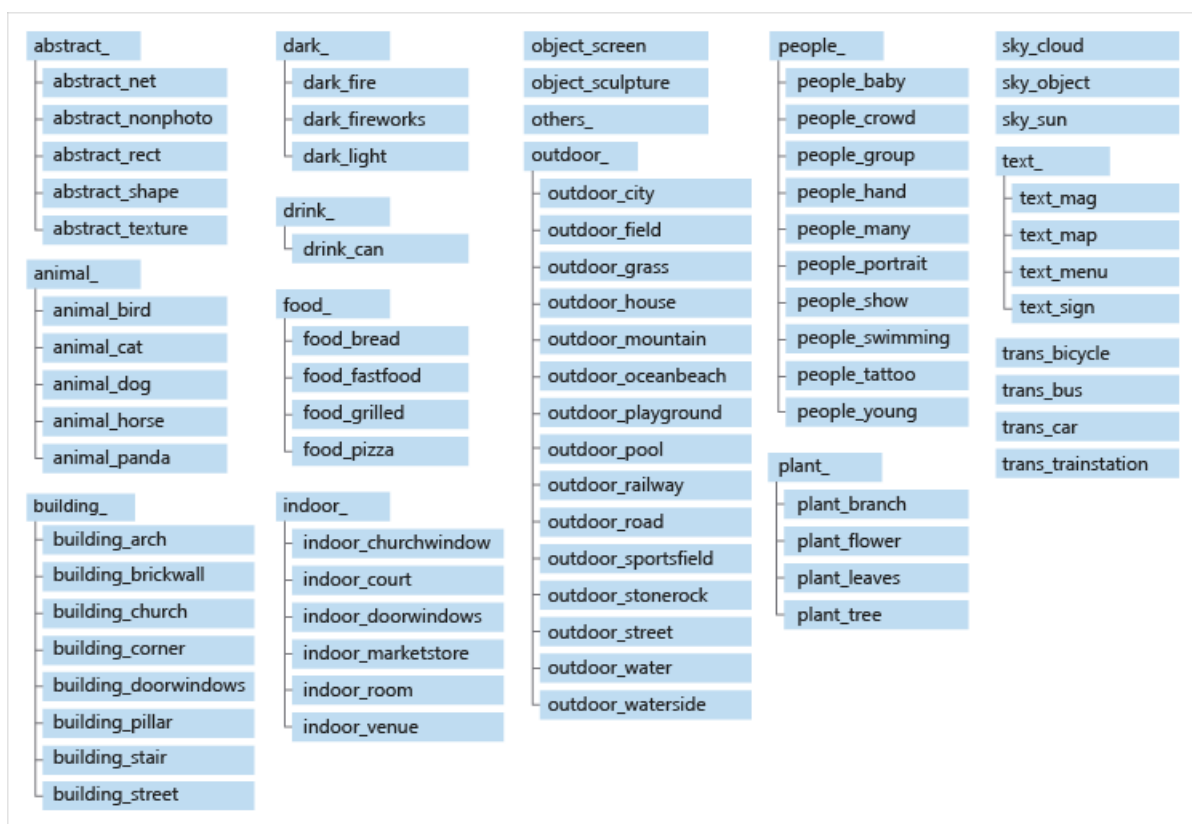 abstract_
abstract_net
abstract_nonphoto
abstract_rect
abstract_shape
abstract_texture
animal_
animal_bird
animal_cat
animal_dog
animal_horse
animal_panda
building_
building_arch
building_brickwall
building_church
building_corner
building_doorwindows
building_pillar
building_stair
building_street
dark_
dark_fire
dark_fireworks
dark_light
drink_
drink_can
food_
food_bread
food_fastfood
food_grilled
food_pizza
indoor_
indoor_churchwindow
indoor_court
indoor_doorwindows
indoor_marketstore
indoor_room
indoor_venue
object_screen
object_sculpture
others_
outdoor_
outdoor_city
outdoor_field
outdoor_grass
outdoor_house
outdoor_mountain
outdoor_oceanbeach
outdoor_playground
outdoor_pool
outdoor_railway
outdoor_road
outdoor_sportsfield
outdoor_stonerock
outdoor_street
outdoor_water
outdoor_waterside
people_
people_baby
people_crowd
people_group
people_hand
people_many
people_portrait
people_show
people_swimming
people_tattoo
people_young
plant_
plant_branch
plant_flower
plant_leaves
plant_tree
sky_cloud
sky_object
sky_sun
text_
text_mag
text_map
text_menu
text_sign
trans_bicycle
trans_bus
trans_car
trans_trainstation